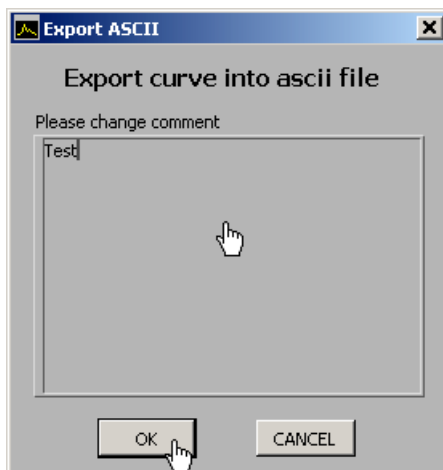 Export ASCII
Export curve into ascii file
Please change comment
Test
OK
CANCEL